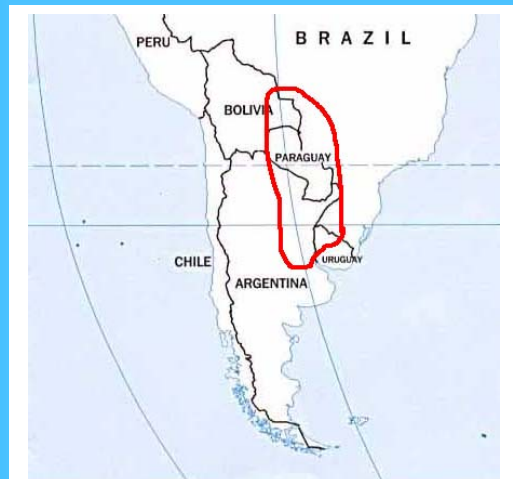 BRAZIL
PERU
BOLIVIA
PARAGUAY
CHILE
URUGUAY
ARGENTINA